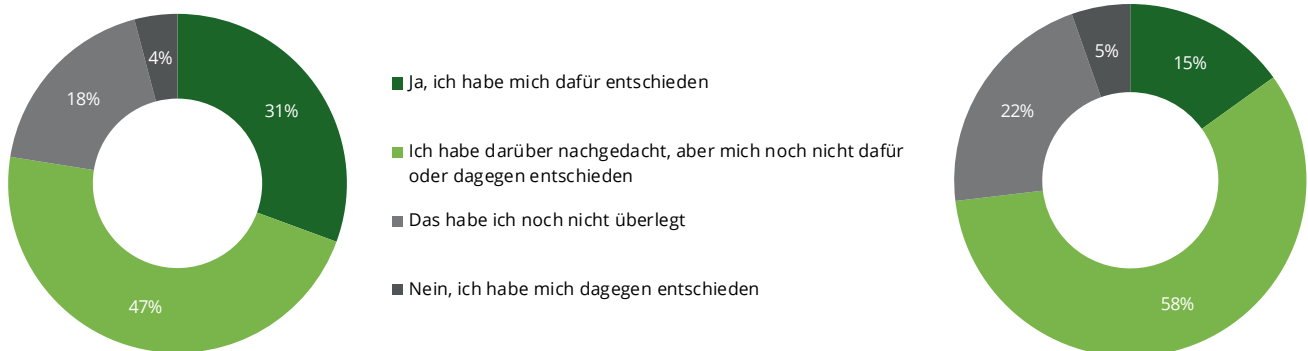 4%
31%
18%
47%
Ja, ich habe mich dafür entschieden
Ich habe darüber nachgedacht, aber mich noch nicht dafür
oder dagegen entschieden
Das habe ich noch nicht überlegt
Nein, ich habe mich dagegen entschieden
5%
15%
22%
58%